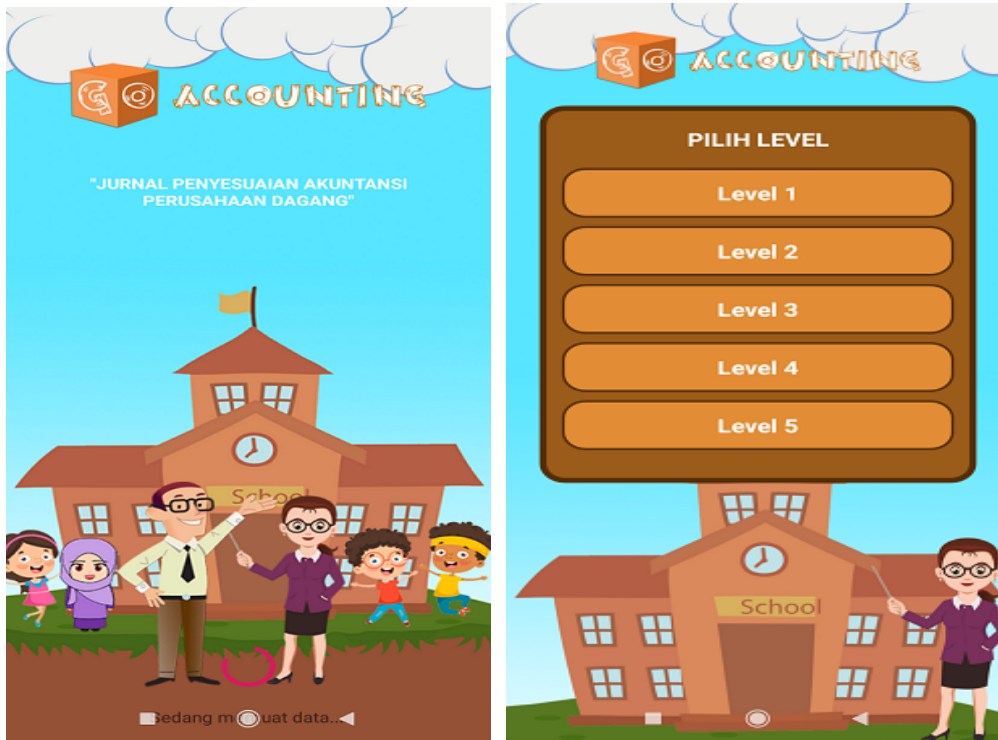 GO ACCOUNTING
"JURNAL PENYESUAIAN AKUNTANSI
PERUSAHAAN DAGANG"
School
Sedang memuat data...
GO ACCOUNTING
PILIH LEVEL
Level 1
Level 2
Level 3
Level 4
Level 5
School